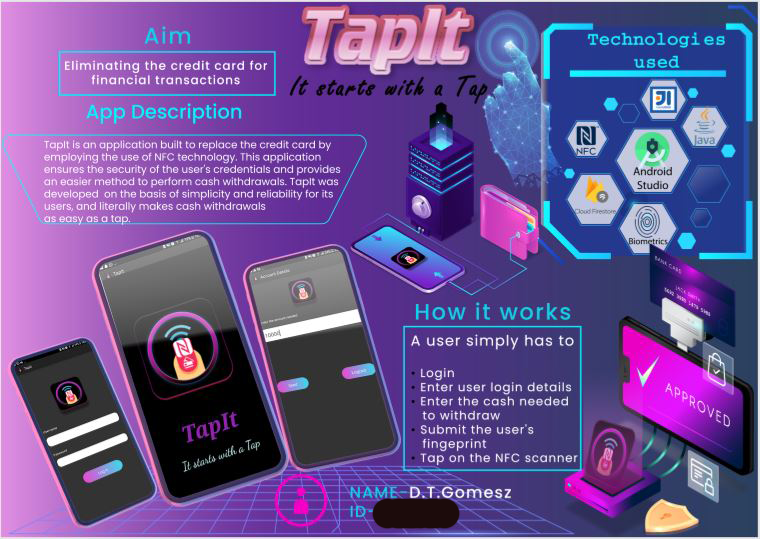 TapIt
It starts with a Tap
Aim
Eliminating the credit card for
financial transactions
App Description
TapIt is an application built to replace the credit card by
employing the use of NFC technology. This application
ensures the security of the user's credentials and provides
an easier method to perform cash withdrawals. TapIt was
developed on the basis of simplicity and reliability for its
users, and literally makes cash withdrawals
as easy as a tap.
Technologies
used
NFC
Java
Android
Studio
Cloud Firestore
Biometrics
TapIt
Username
Password
Login
TapIt
TapIt
It starts with a Tap
Account Details
10000
Send
Logout
How it works
A user simply has to
• Login
• Enter user login details
• Enter the cash needed
to withdraw
• Submit the user's
fingeprint
• Tap on the NFC scanner
BANK CARD
JACK SMITH
APPROVED
NAME-D.T.Gomesz
ID-